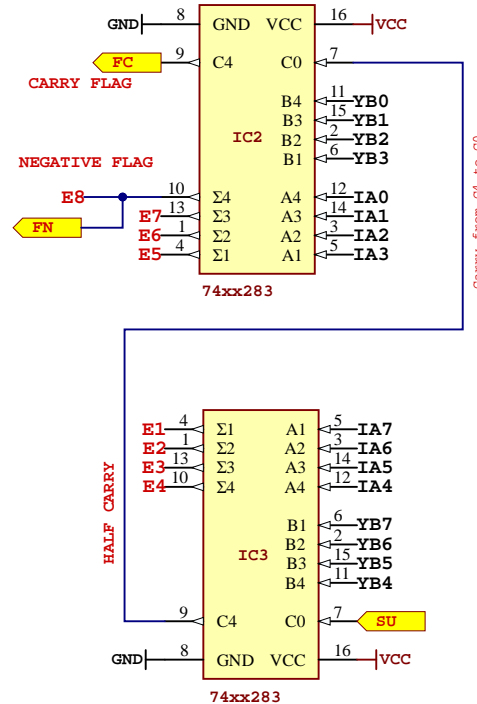 GND 8 GND VCC 16 VCC
FC 9 C4 C0 7
CARRY FLAG
B4 11 YB0
B3 15 YB1
IC2 B2 2 YB2
B1 6 YB3
NEGATIVE FLAG
E8 10 Σ4 A4 12 IA0
E7 13 Σ3 A3 14 IA1
FN
E6 1 Σ2 A2 3 IA2
E5 4 Σ1 A1 5 IA3
74xx283
Carry from C4 to C0
E1 4 Σ1 A1 5 IA7
E2 1 Σ2 A2 3 IA6
E3 13 Σ3 A3 14 IA5
E4 10 Σ4 A4 12 IA4
HALF CARRY
B1 6 YB7
B2 2 YB6
IC3 B3 15 YB5
B4 11 YB4
9 C4 C0 7 SU
GND 8 GND VCC 16 VCC
74xx283